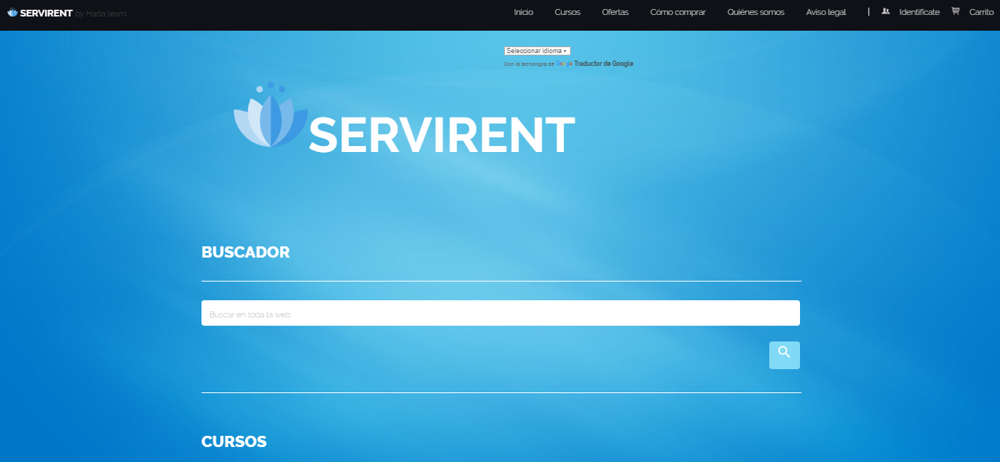 SERVIRENT by Hada team
Inicio Cursos Ofertas Cómo comprar Quiénes somos Aviso legal | Identifícate Carrito
Seleccionar idioma
Con la tecnología de Google Traductor de Google
SERVIRENT
BUSCADOR
Buscar en toda la web
CURSOS